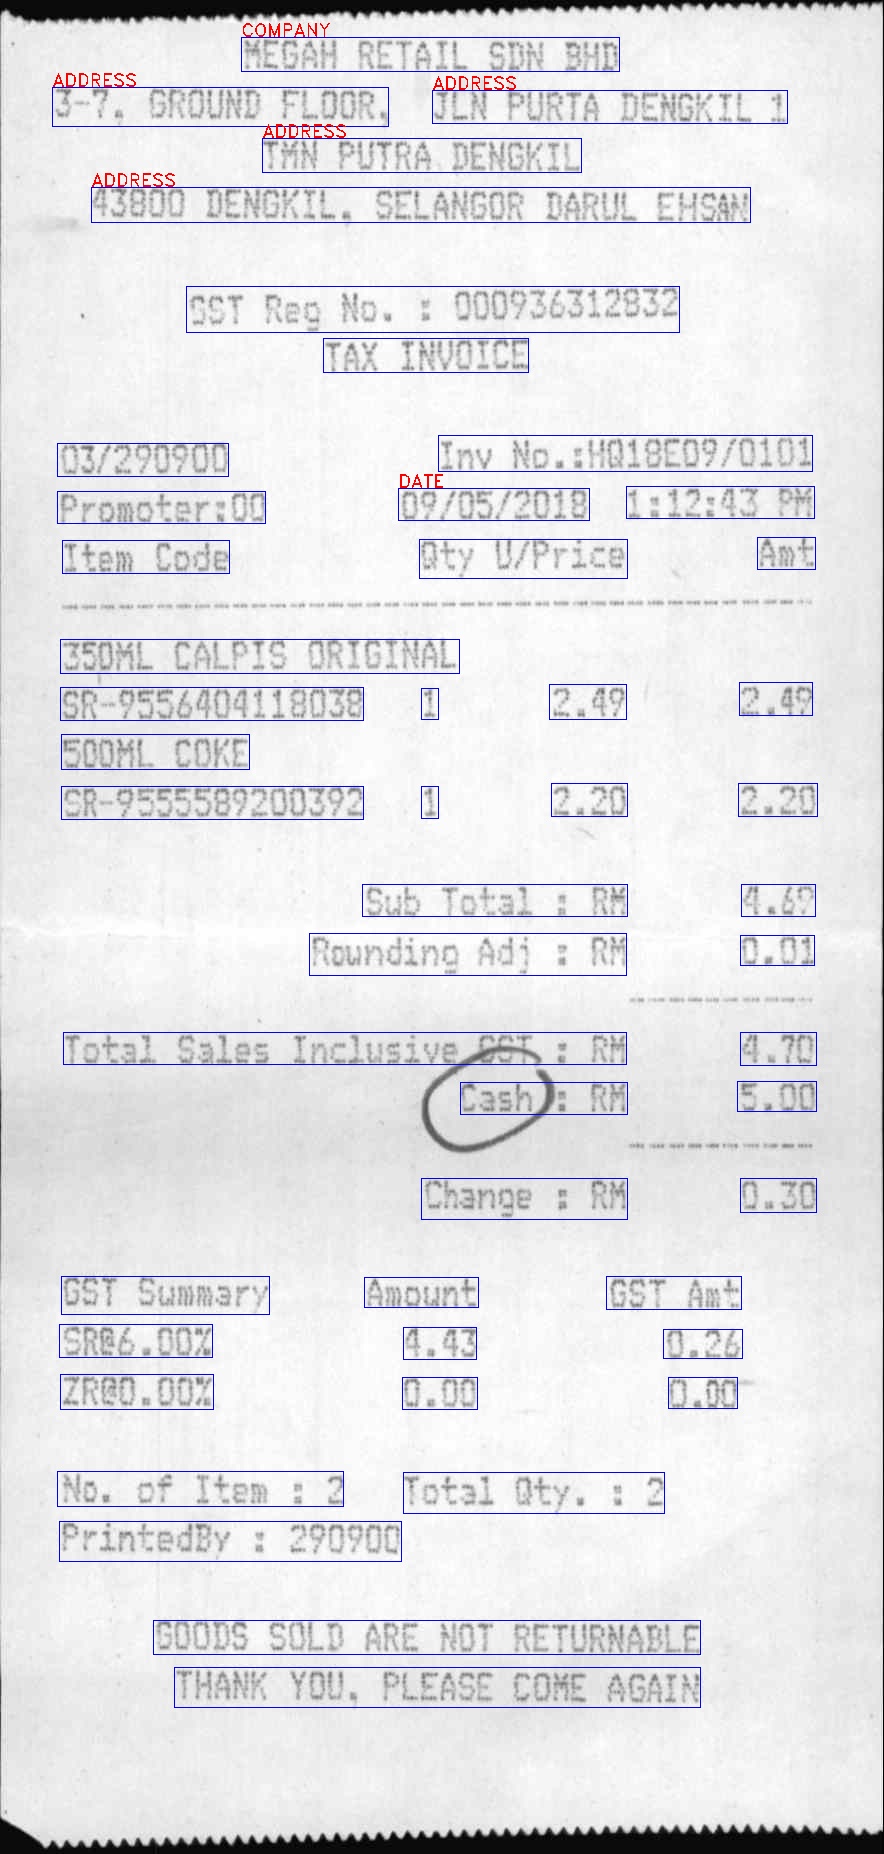 COMPANY
MEGAH RETAIL SDN BHD
ADDRESS ADDRESS
3-7, GROUND FLOOR, JLN PURTA DENGKIL 1
ADDRESS
TMN PUTRA DENGKIL
ADDRESS
43800 DENGKIL, SELANGOR DARUL EHSAN
GST Reg No. : 000936312832
TAX INVOICE
03/290900 Inv No.:HQ18E09/0101
DATE
Promoter:00 09/05/2018 1:12:43 PM
Item Code Qty U/Price Amt
350ML CALPIS ORIGINAL
SR-9556404118038 1 2.49 2.49
500ML COKE
SR-9555589200392 1 2.20 2.20
Sub Total : RM 4.69
Rounding Adj : RM 0.01
Total Sales Inclusive GST : RM 4.70
Cash : RM 5.00
Change : RM 0.30
GST Summary Amount GST Amt
SR@6.00% 4.43 0.26
ZR@0.00% 0.00 0.00
No. of Item : 2 Total Qty. : 2
PrintedBy : 290900
GOODS SOLD ARE NOT RETURNABLE
THANK YOU, PLEASE COME AGAIN